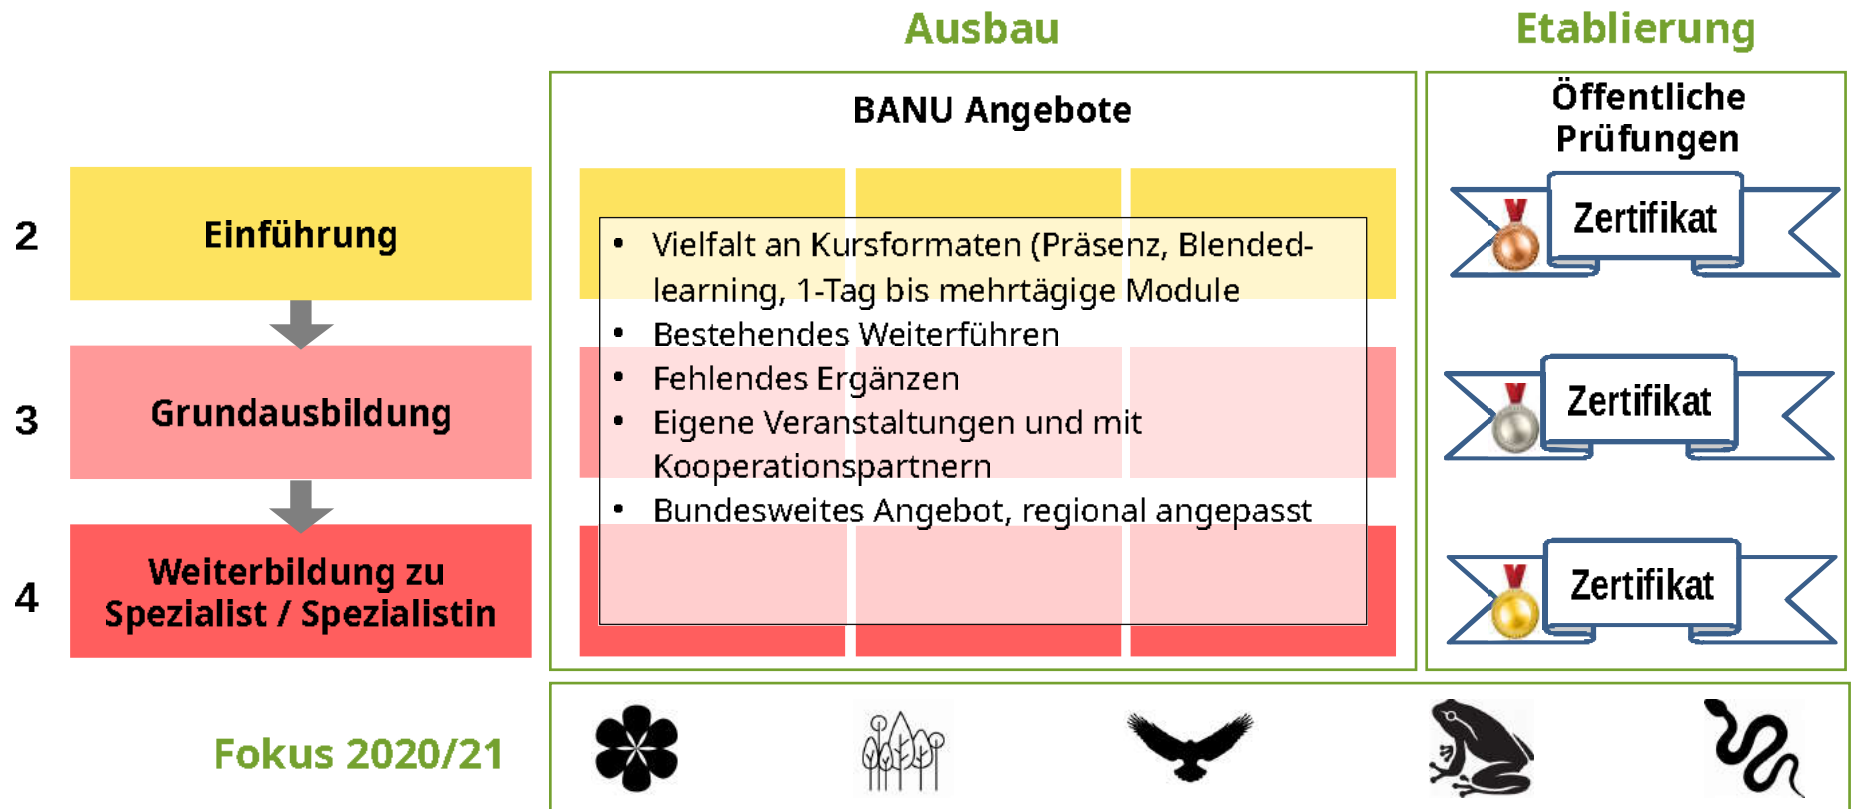 Ausbau
Etablierung
BANU Angebote
Öffentliche
Prüfungen
2
Einführung
• Vielfalt an Kursformaten (Präsenz, Blended-
learning, 1-Tag bis mehrtägige Module
• Bestehendes Weiterführen
• Fehlendes Ergänzen
• Eigene Veranstaltungen und mit
Kooperationspartnern
• Bundesweites Angebot, regional angepasst
Zertifikat
3
Grundausbildung
Zertifikat
4
Weiterbildung zu
Spezialist / Spezialistin
Zertifikat
Fokus 2020/21